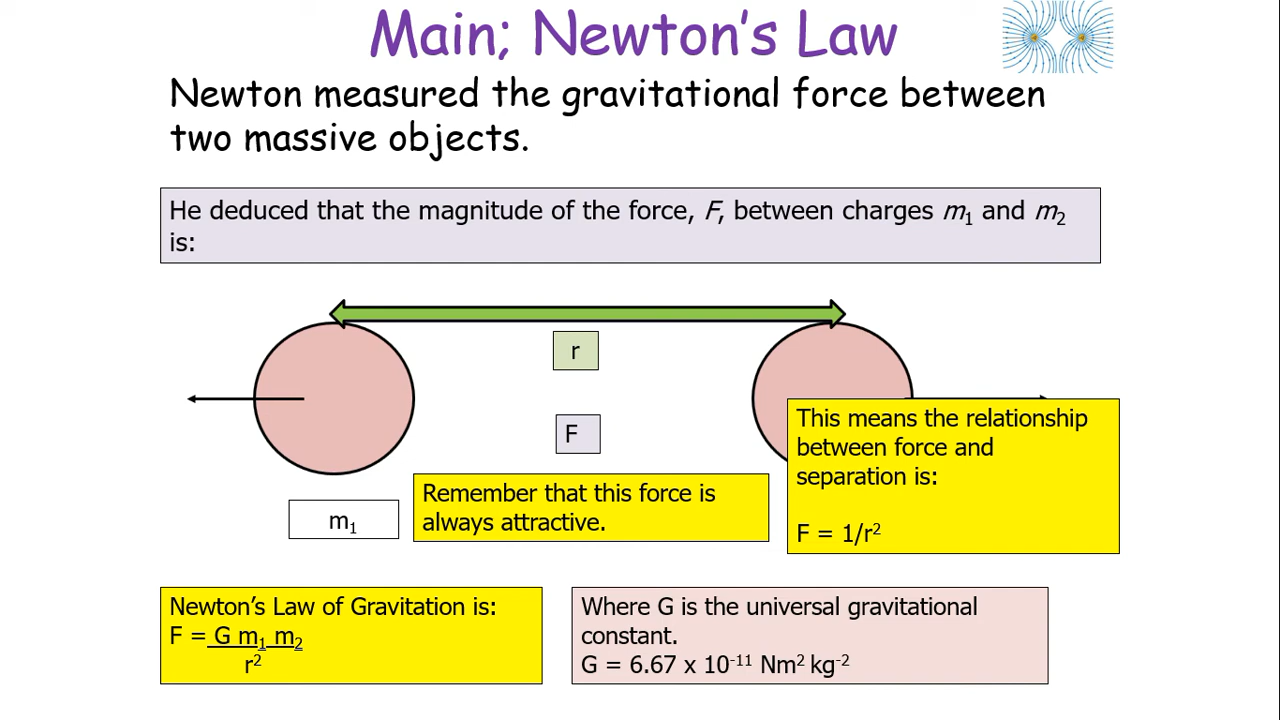 Main; Newton's Law
Newton measured the gravitational force between
two massive objects.
He deduced that the magnitude of the force, F, between charges m₁ and m₂
is:
r
F
m₁
Remember that this force is
always attractive.
This means the relationship
between force and
separation is:
F = 1/r²
Newton's Law of Gravitation is:
F = G m₁ m₂
r²
Where G is the universal gravitational
constant.
G = 6.67 x 10⁻¹¹ Nm² kg⁻²